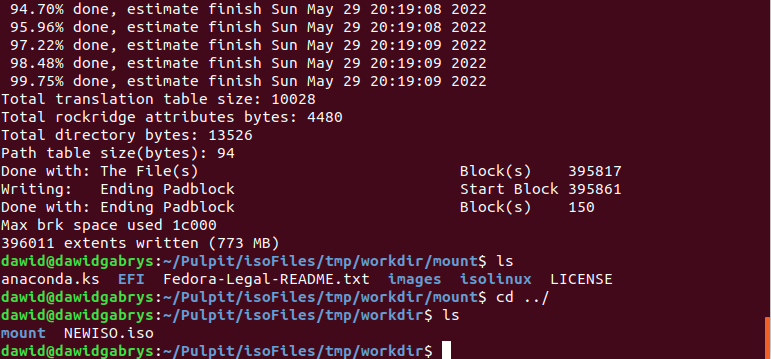 94.70% done, estimate finish Sun May 29 20:19:08 2022
95.96% done, estimate finish Sun May 29 20:19:08 2022
97.22% done, estimate finish Sun May 29 20:19:09 2022
98.48% done, estimate finish Sun May 29 20:19:09 2022
99.75% done, estimate finish Sun May 29 20:19:09 2022
Total translation table size: 10028
Total rockridge attributes bytes: 4480
Total directory bytes: 13526
Path table size(bytes): 94
Done with: The File(s) Block(s) 395817
Writing: Ending Padblock Start Block 395861
Done with: Ending Padblock Block(s) 150
Max brk space used 1c000
396011 extents written (773 MB)
dawid@dawidgabrys:~/Pulpit/isoFiles/tmp/workdir/mount$ ls
anaconda.ks EFI Fedora-Legal-README.txt images isolinux LICENSE
dawid@dawidgabrys:~/Pulpit/isoFiles/tmp/workdir/mount$ cd ../
dawid@dawidgabrys:~/Pulpit/isoFiles/tmp/workdir$ ls
mount NEWISO.iso
dawid@dawidgabrys:~/Pulpit/isoFiles/tmp/workdir$